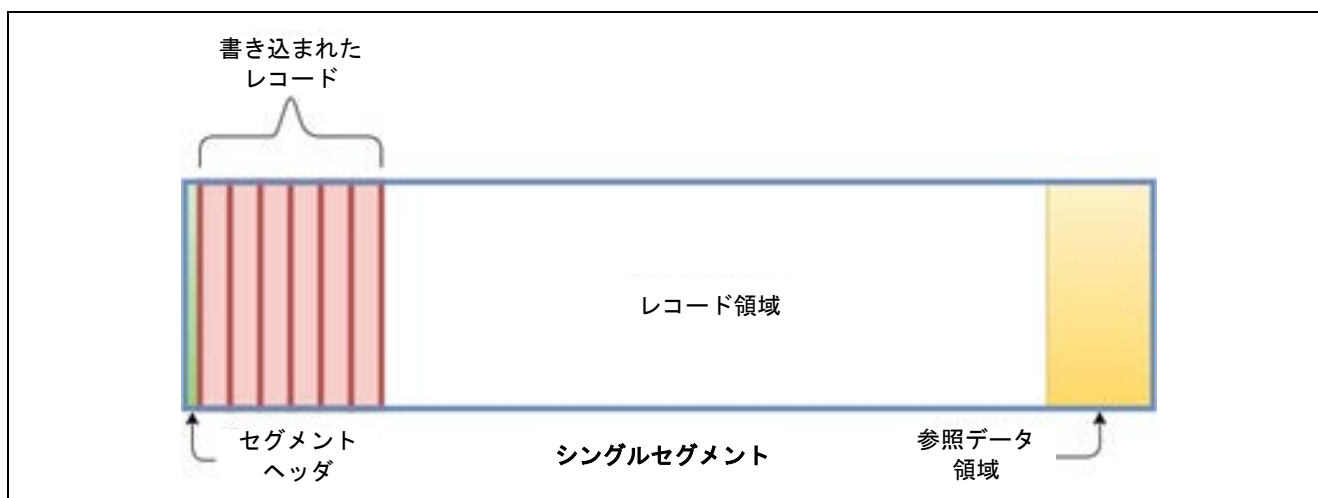 書き込まれた
レコード
レコード領域
セグメント
ヘッダ
シングルセグメント
参照データ
領域